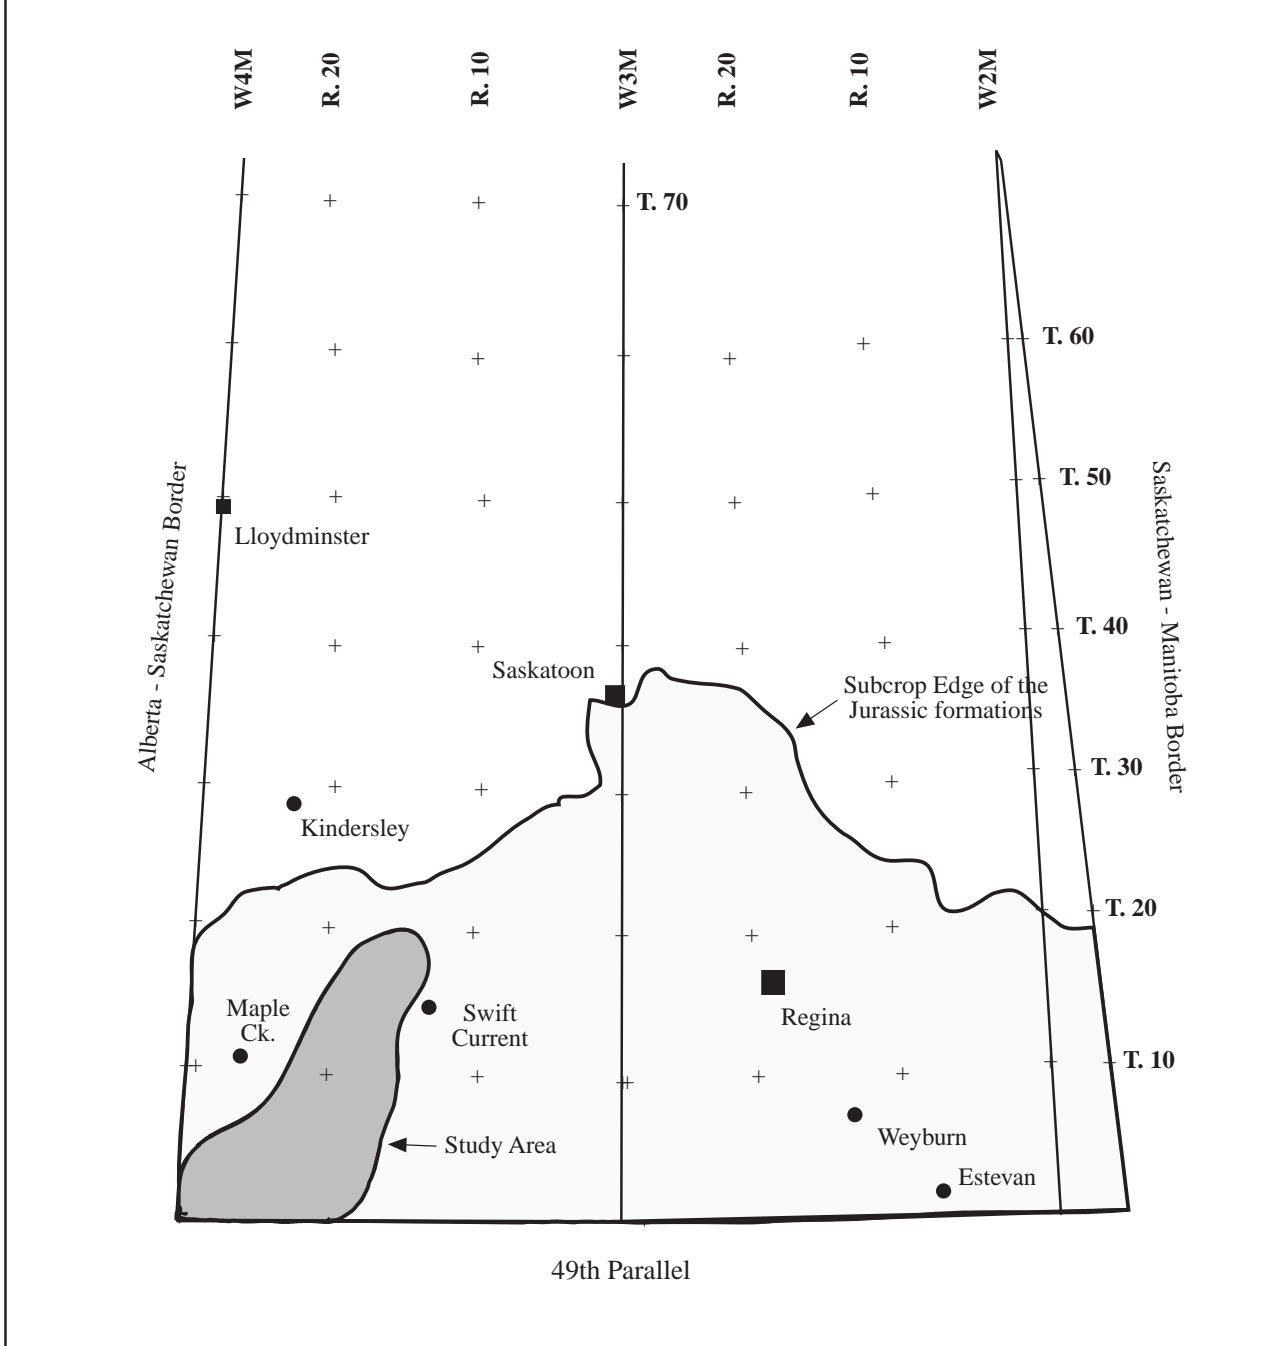 W4M
R. 20
R. 10
W3M
R. 20
R. 10
W2M
T. 70
T. 60
T. 50
Alberta - Saskatchewan Border
Saskatchewan - Manitoba Border
Lloydminster
T. 40
Saskatoon
Subcrop Edge of the
Jurassic formations
T. 30
Kindersley
T. 20
Maple
Ck.
Swift
Current
Regina
T. 10
Weyburn
Study Area
Estevan
49th Parallel